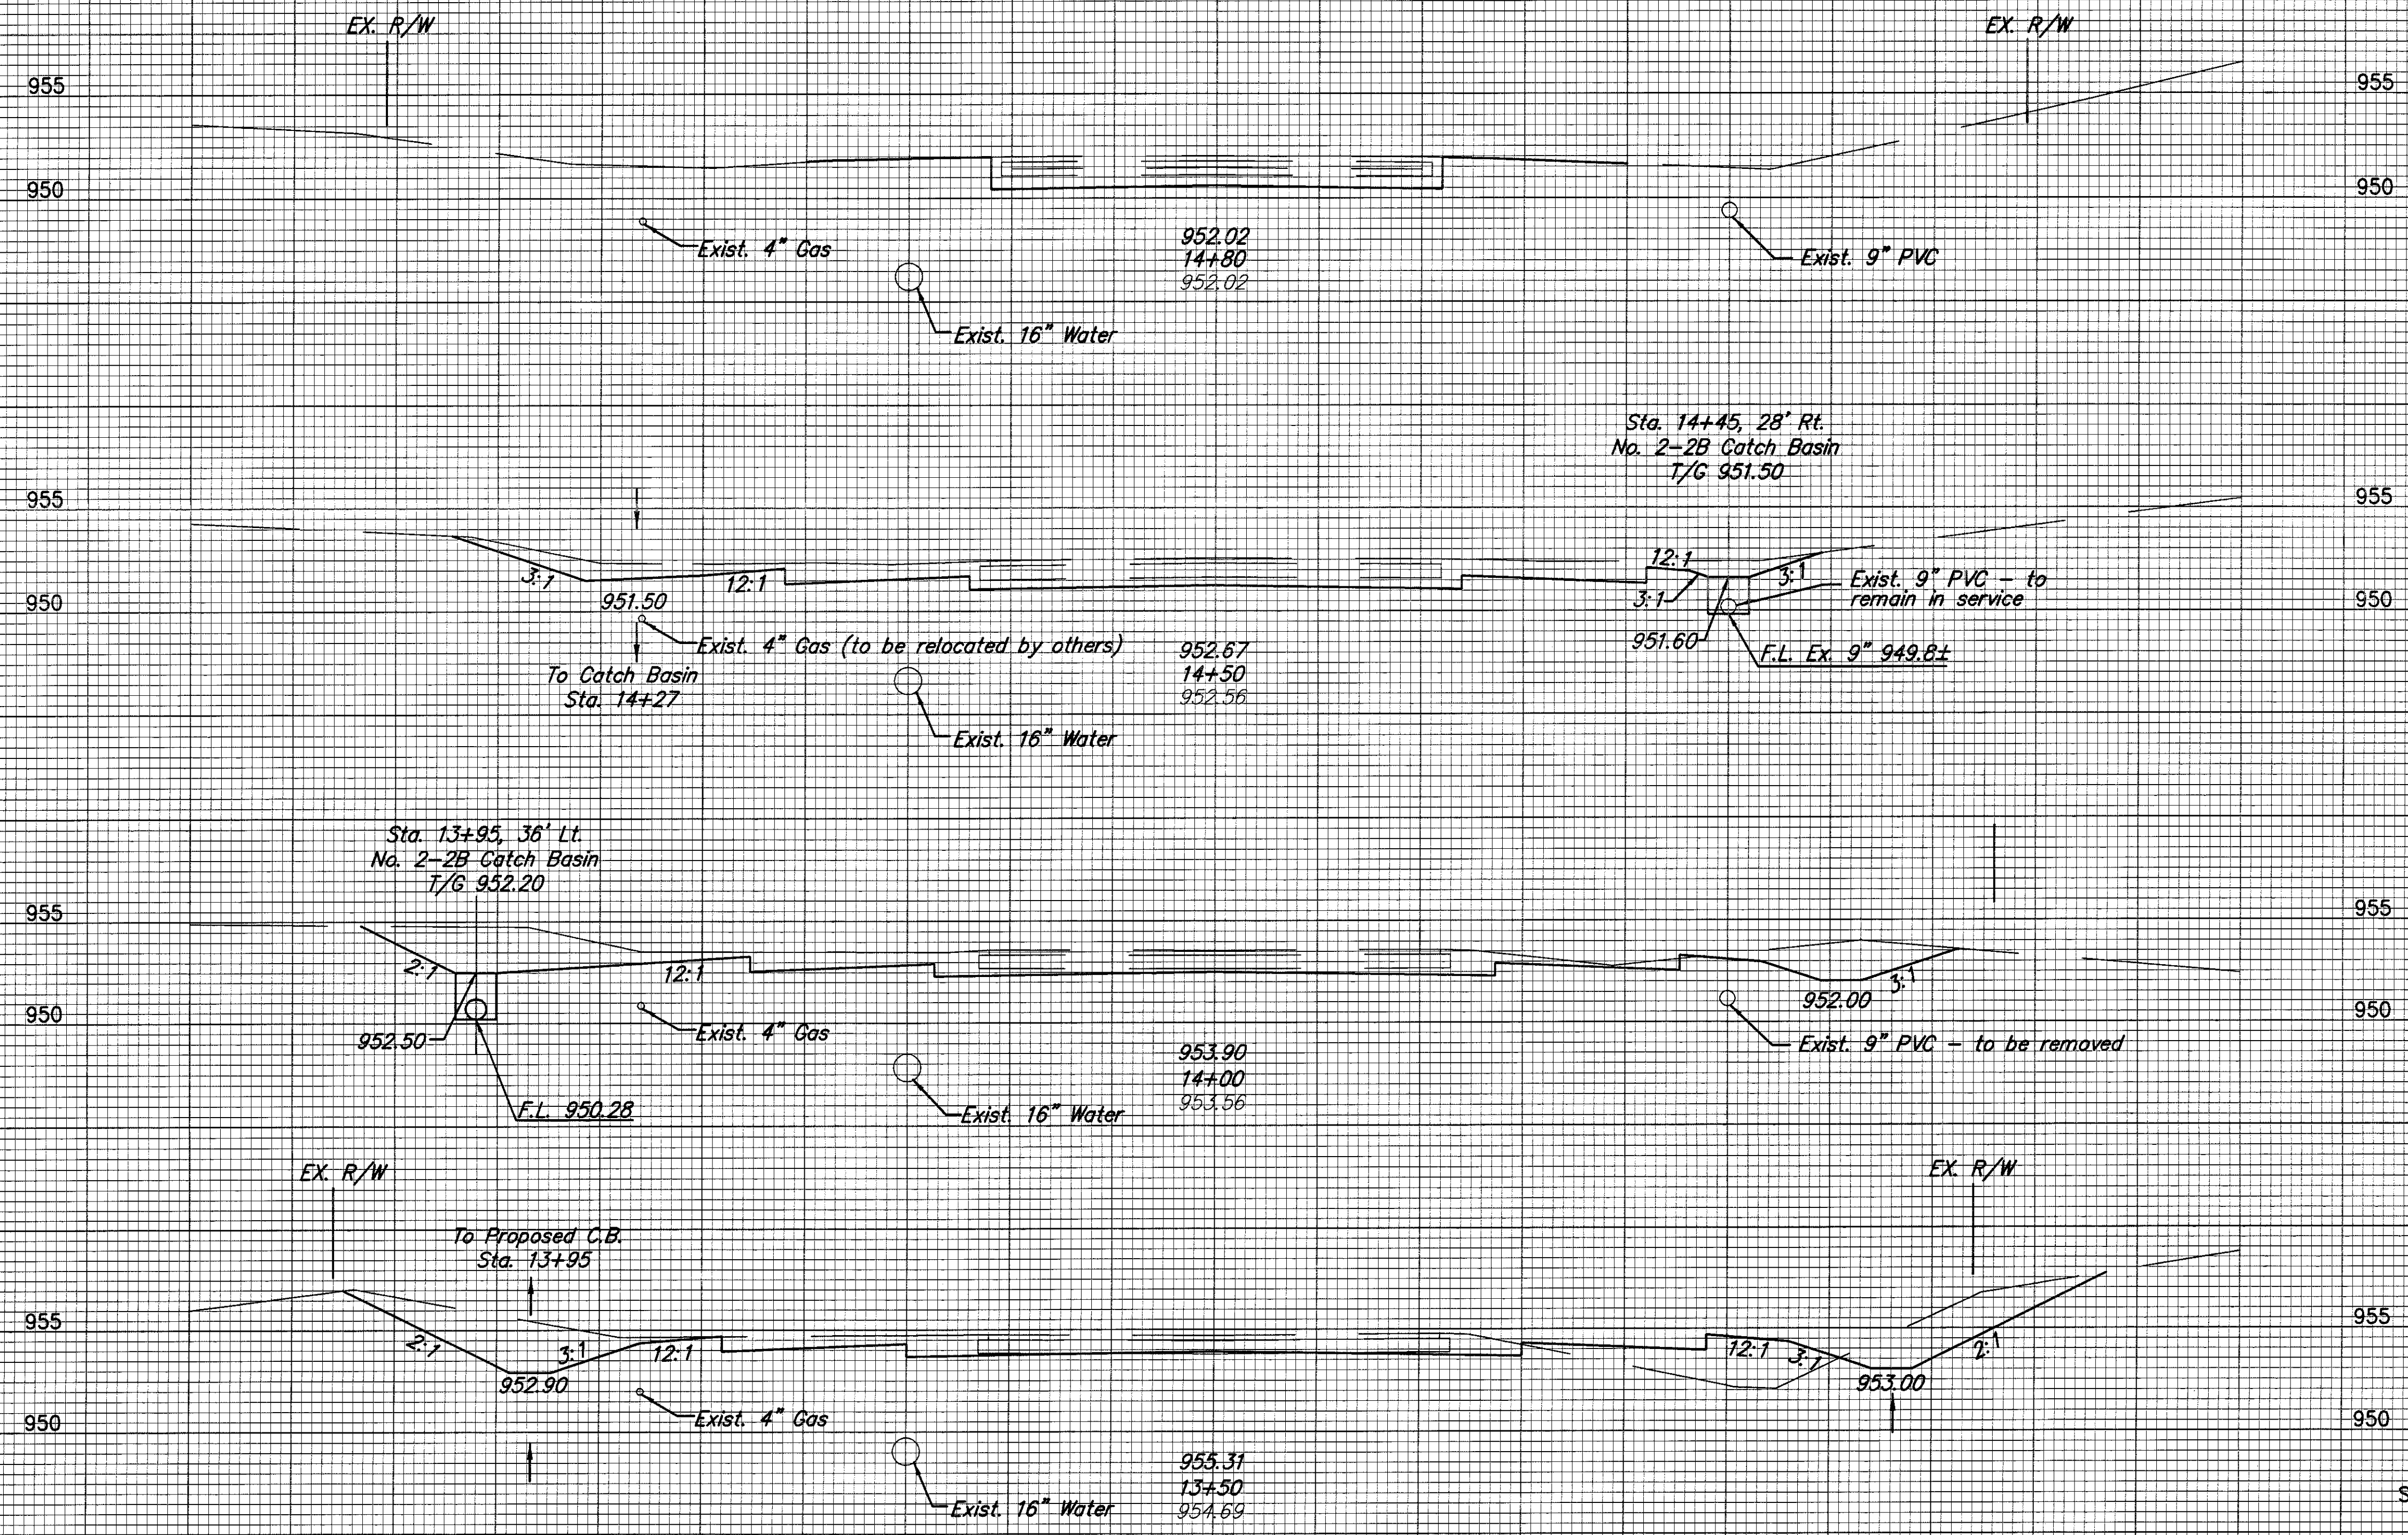 EX. R/W
EX. R/W
955
955
950
950
Exist. 4" Gas
952.02
14+80
952.02
Exist. 9" PVC
Exist. 16" Water
Sta. 14+45, 28' Rt.
No. 2-2B Catch Basin
T/G 951.50
955
955
3:1
12:1
12:1
3:1
3:1
Exist. 9" PVC - to
remain in service
950
950
951.50
951.60
F.L. Ex. 9" 949.8±
Exist. 4" Gas (to be relocated by others)
To Catch Basin
Sta. 14+27
952.67
14+50
952.56
Exist. 16" Water
Sta. 13+95, 36' Lt.
No. 2-2B Catch Basin
T/G 952.20
955
955
2:1
12:1
3:1
952.00
950
950
952.50
Exist. 4" Gas
Exist. 9" PVC - to be removed
953.90
14+00
953.56
F.L. 950.28
Exist. 16" Water
EX. R/W
EX. R/W
To Proposed C.B.
Sta. 13+95
955
955
2:1
3:1
12:1
12:1
3:1
2:1
952.90
953.00
950
950
Exist. 4" Gas
955.31
13+50
954.69
Exist. 16" Water
S